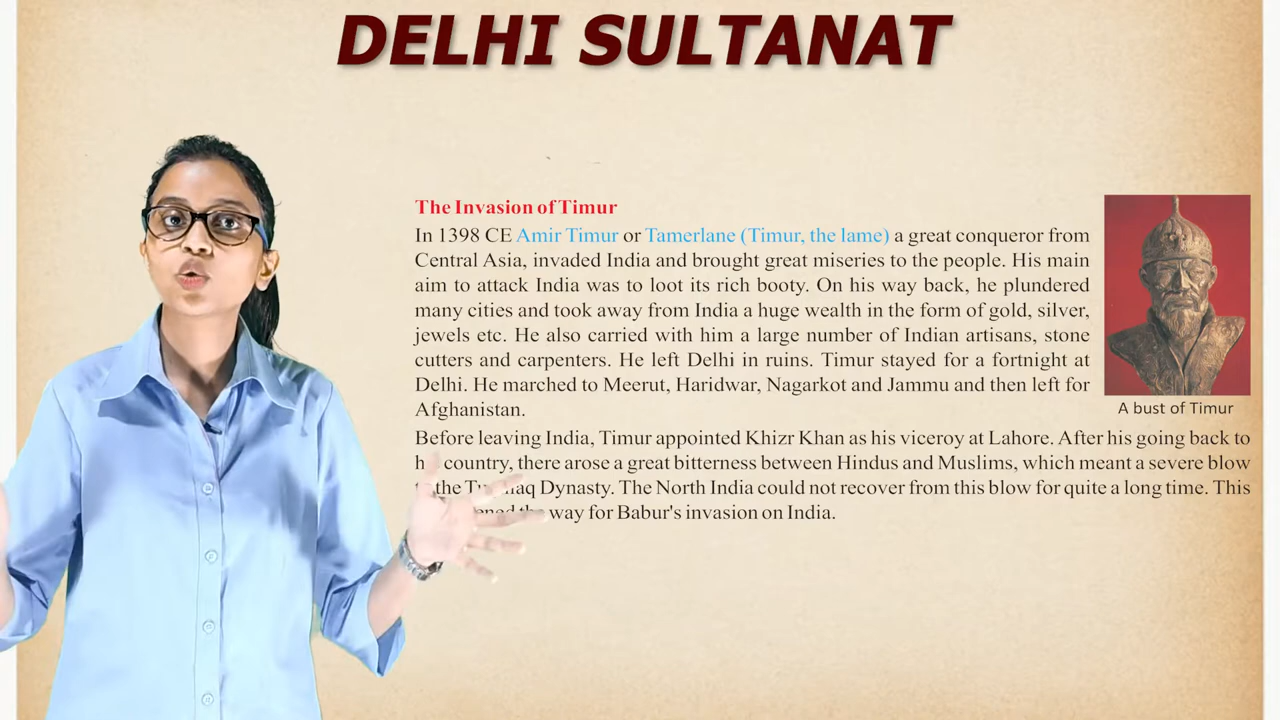 DELHI SULTANAT
The Invasion of Timur
In 1398 CE Amir Timur or Tamerlane (Timur, the lame) a great conqueror from
Central Asia, invaded India and brought great miseries to the people. His main
aim to attack India was to loot its rich booty. On his way back, he plundered
many cities and took away from India a huge wealth in the form of gold, silver,
jewels etc. He also carried with him a large number of Indian artisans, stone
cutters and carpenters. He left Delhi in ruins. Timur stayed for a fortnight at
Delhi. He marched to Meerut, Haridwar, Nagarkot and Jammu and then left for
Afghanistan.
A bust of Timur
Before leaving India, Timur appointed Khizr Khan as his viceroy at Lahore. After his going back to
country, there arose a great bitterness between Hindus and Muslims, which meant a severe blow
the Dynasty. The North India could not recover from this blow for quite a long time. This
way for Babur's invasion on India.